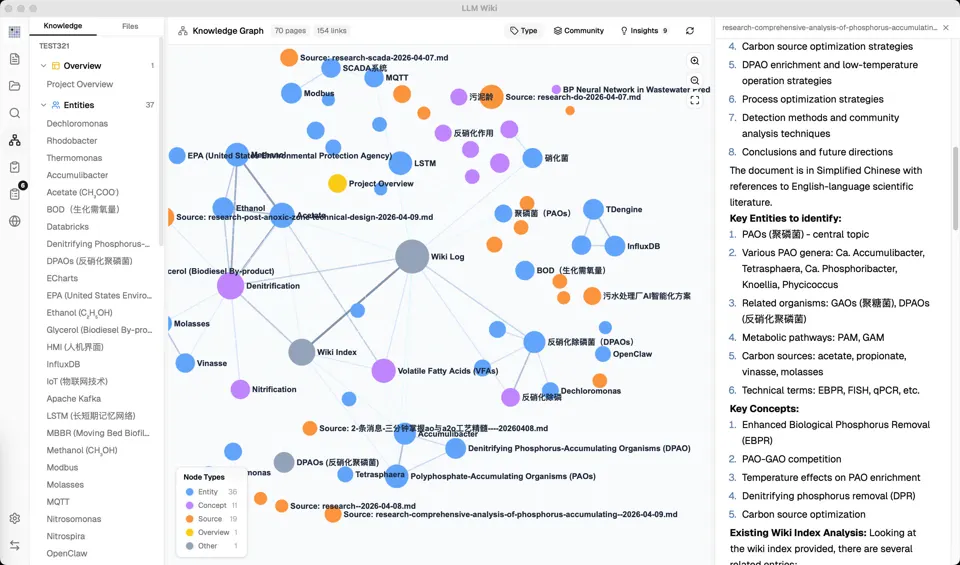 LLM Wiki
Knowledge
Files
TEST321
Overview 1
Project Overview
Entities 37
Dechloromonas
Rhodobacter
Thermomonas
Accumulibacter
Acetate (CH₃COO⁻)
BOD（生化需氧量）
Databricks
Denitrifying Phosphorus-...
DPAOs (反硝化聚磷菌)
ECharts
EPA (United States Enviro...
Ethanol (C₂H₅OH)
Glycerol (Biodiesel By-pro...
HMI (人机界面)
InfluxDB
IoT (物联网技术)
Apache Kafka
LSTM (长短期记忆网络)
MBBR (Moving Bed Biofil...
Methanol (CH₃OH)
Modbus
Molasses
MQTT
Nitrosomonas
Nitrospira
OpenClaw
6
Knowledge Graph 70 pages 154 links
Type
Community
Insights 9
Source: research-scada-2026-04-07.md
SCADA系统
MQTT
Modbus
污泥龄
Source: research-do-2026-04-07.md
BP Neural Network in Wastewater Pred
反硝化作用
EPA (United States Environmental Protection Agency)
Methanol
LSTM
硝化菌
Project Overview
Ethanol
Acetate
Source: research-post-anoxic-zone-technical-design-2026-04-09.md
聚磷菌（PAOs）
TDengine
InfluxDB
Wiki Log
cerol (Biodiesel By-product)
BOD（生化需氧量）
Denitrification
污水处理厂AI智能化方案
Molasses
Wiki Index
反硝化除磷菌（DPAOs）
OpenClaw
Vinasse
Volatile Fatty Acids (VFAs)
Nitrification
Dechloromonas
反硝化除磷
Source: 2-条消息-三分钟掌握ao与a2o工艺精髓----20260408.md
Accumulibacter
Denitrifying Phosphorus-Accumulating Organisms (DPAO)
DPAOs (反硝化聚磷菌)
monas
Tetrasphaera
Polyphosphate-Accumulating Organisms (PAOs)
Source: research--2026-04-08.md
Source: research-comprehensive-analysis-of-phosphorus-accumulating--2026-04-09.md
Node Types
Entity 36
Concept 11
Source 19
Overview 1
Other 1
research-comprehensive-analysis-of-phosphorus-accumulatin...
4. Carbon source optimization strategies
5. DPAO enrichment and low-temperature
operation strategies
6. Process optimization strategies
7. Detection methods and community
analysis techniques
8. Conclusions and future directions
The document is in Simplified Chinese with
references to English-language scientific
literature.
Key Entities to identify:
1. PAOs (聚磷菌) - central topic
2. Various PAO genera: Ca. Accumulibacter,
Tetrasphaera, Ca. Phosphoribacter,
Knoellia, Phycicoccus
3. Related organisms: GAOs (聚糖菌), DPAOs
(反硝化聚磷菌)
4. Metabolic pathways: PAM, GAM
5. Carbon sources: acetate, propionate,
vinasse, molasses
6. Technical terms: EBPR, FISH, qPCR, etc.
Key Concepts:
1. Enhanced Biological Phosphorus Removal
(EBPR)
2. PAO-GAO competition
3. Temperature effects on PAO enrichment
4. Denitrifying phosphorus removal (DPR)
5. Carbon source optimization
Existing Wiki Index Analysis: Looking at
the wiki index provided, there are several
related entries: